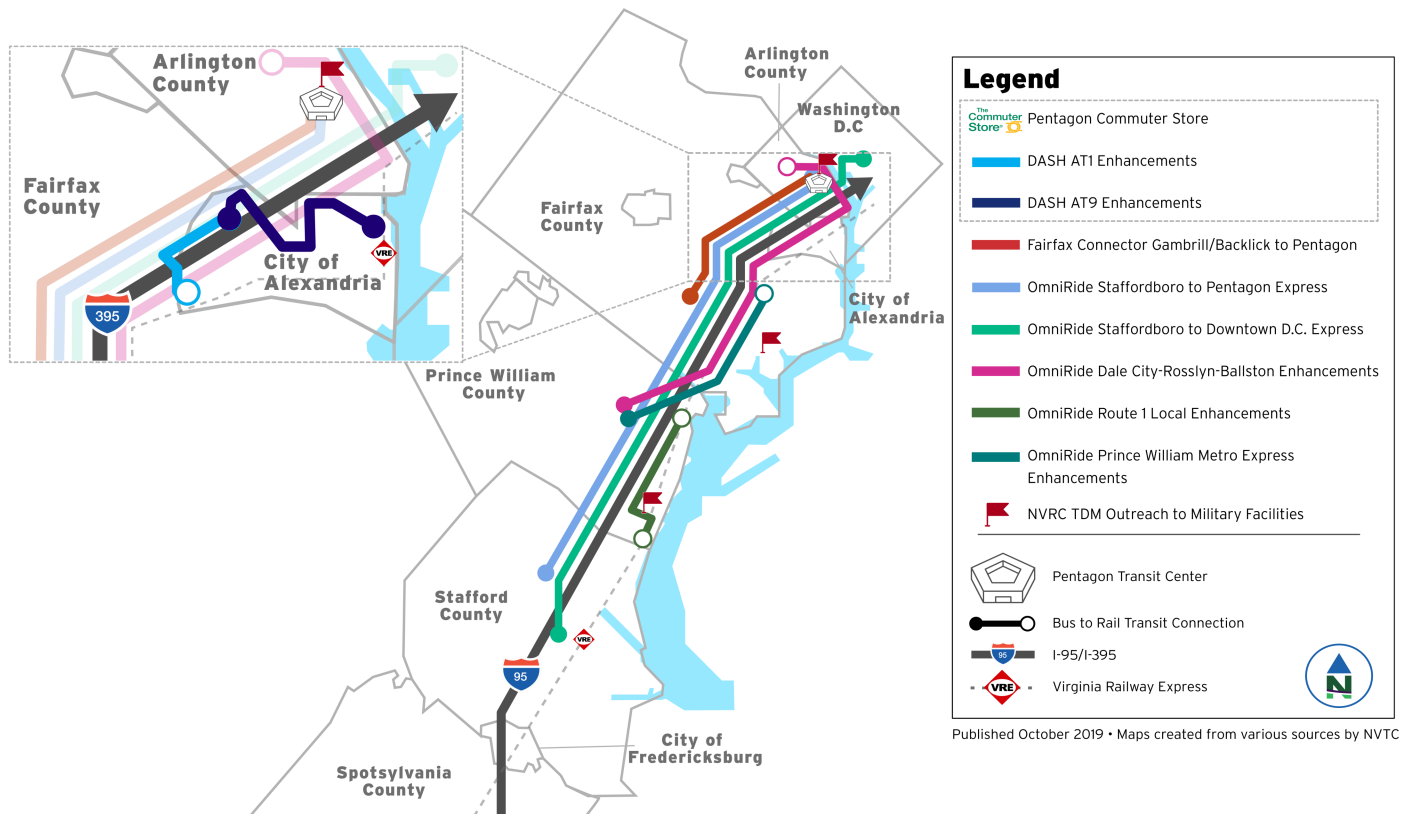 Arlington
County
Fairfax
County
City of
Alexandria
VRE
395
Arlington
County
Washington
D.C
Fairfax
County
City of
Alexandria
Prince William
County
Stafford
County
VRE
95
City of
Fredericksburg
Spotsylvania
County
Legend
The
Commuter
Store®
Pentagon Commuter Store
DASH AT1 Enhancements
DASH AT9 Enhancements
Fairfax Connector Gambrill/Backlick to Pentagon
OmniRide Staffordboro to Pentagon Express
OmniRide Staffordboro to Downtown D.C. Express
OmniRide Dale City-Rosslyn-Ballston Enhancements
OmniRide Route 1 Local Enhancements
OmniRide Prince William Metro Express
Enhancements
NVRC TDM Outreach to Military Facilities
Pentagon Transit Center
Bus to Rail Transit Connection
95
I-95/I-395
VRE
Virginia Railway Express
N
Published October 2019 • Maps created from various sources by NVTC